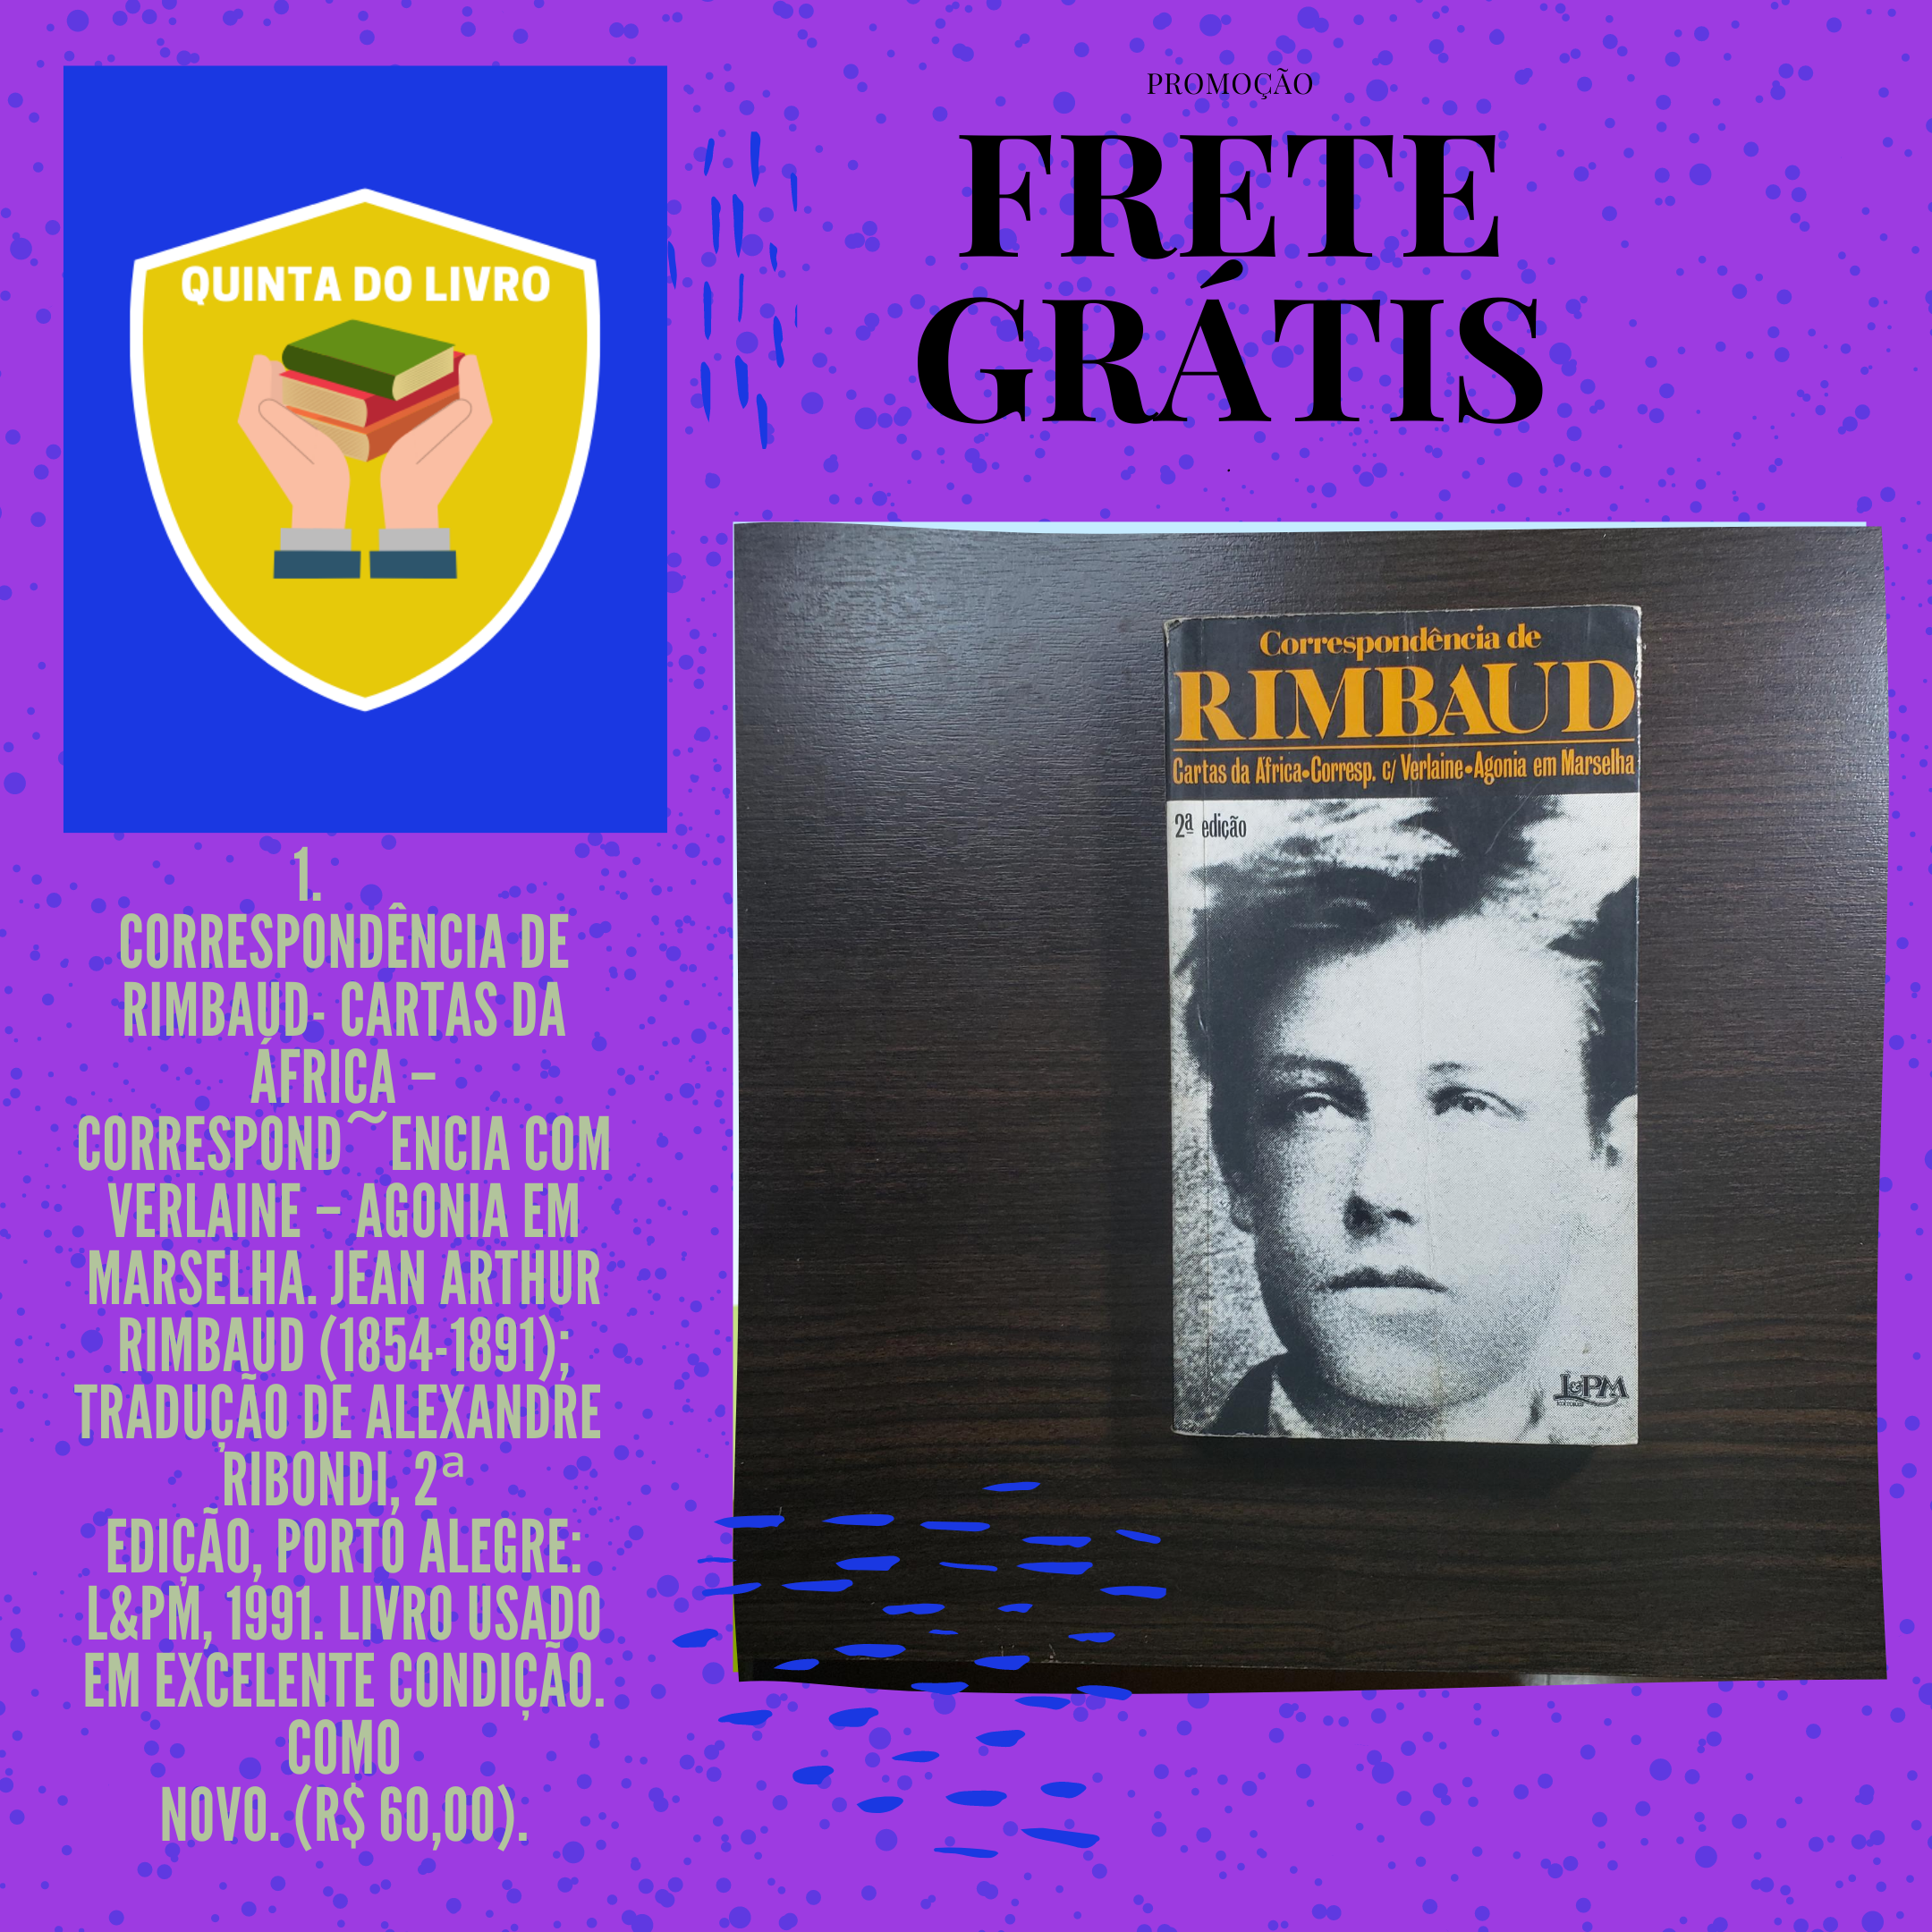 QUINTA DO LIVRO
PROMOÇÃO
FRETE
GRÁTIS
.
Correspondência de
RIMBAUD
Cartas da África•Corresp. c/ Verlaine•Agonia em Marselha
2ª edição
L&PM
EDITORES
1.
CORRESPONDÊNCIA DE
RIMBAUD- CARTAS DA
ÁFRICA –
CORRESPOND~ENCIA COM
VERLAINE – AGONIA EM
MARSELHA. JEAN ARTHUR
RIMBAUD (1854-1891);
TRADUÇÃO DE ALEXANDRE
RIBONDI, 2ª
EDIÇÃO, PORTO ALEGRE:
L&PM, 1991. LIVRO USADO
EM EXCELENTE CONDIÇÃO.
COMO
NOVO. (R$ 60,00).